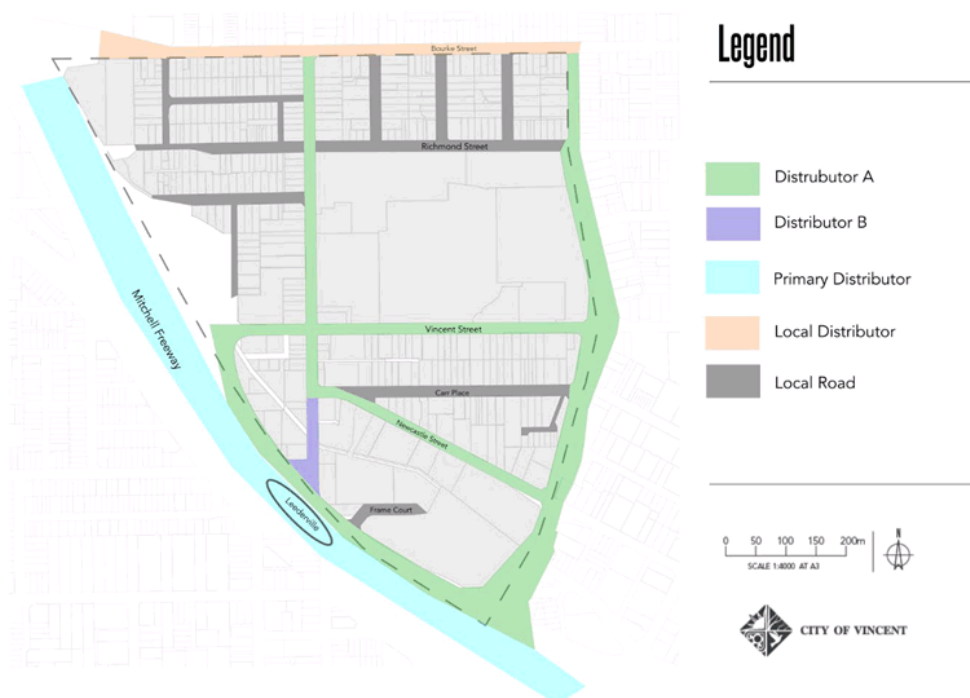 Legend
Bourke Street
Richmond Street
Distrubutor A
Distributor B
Primary Distributor
Mitchell Freeway
Vincent Street
Local Distributor
Carr Place
Local Road
Newcastle Street
Leederville
Frame Court
0 50 100 150 200m
SCALE 1:4000 AT A3
N
CITY OF VINCENT